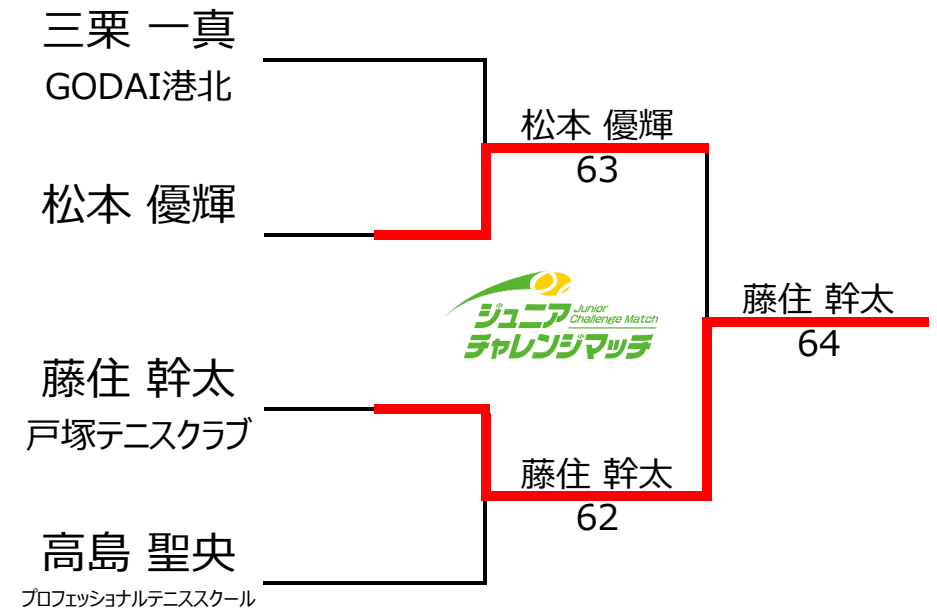 三栗 一真
GODAI港北
松本 優輝
63
松本 優輝
ジュニア
Junior
Challenge Match
チャレンジマッチ
藤住 幹太
64
藤住 幹太
戸塚テニスクラブ
藤住 幹太
62
高島 聖央
プロフェッショナルテニススクール